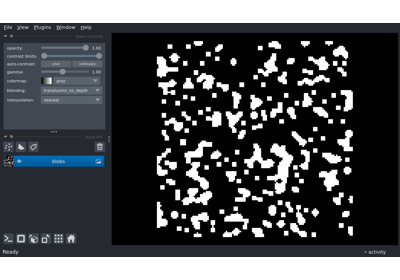 File View Plugins Window Help
opacity: 1.00
contrast limits:
auto-contrast: once continuous
gamma: 1.00
colormap: gray
blending: translucent_no_depth
interpolation: nearest
blobs
Ready
activity